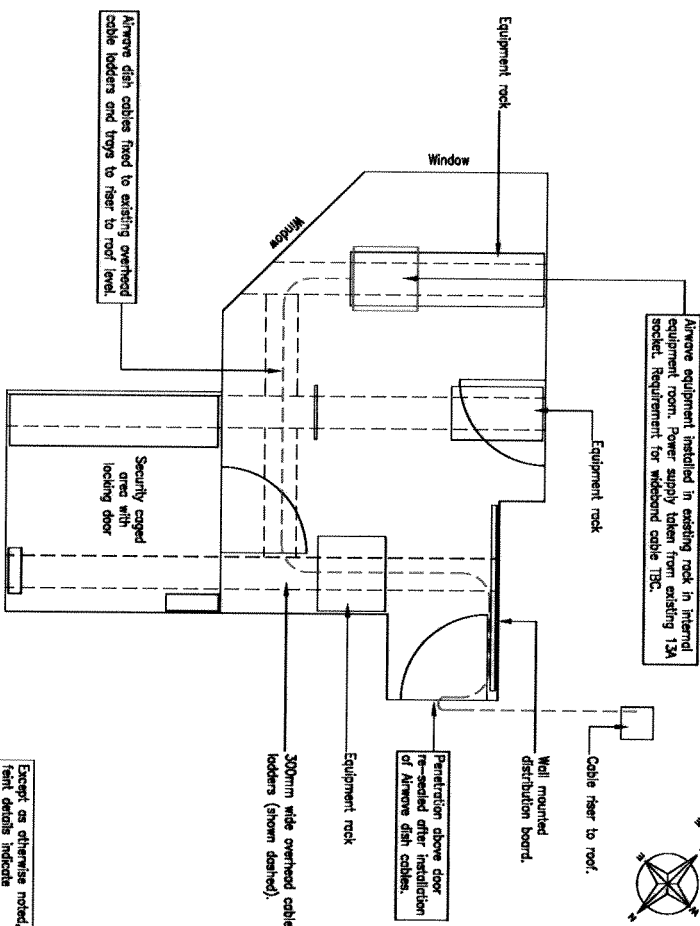 Airwave equipment installed in existing rack in internal
equipment room. Power supply taken from existing 13A
socket. Requirement for wideband cable TBC.
Equipment rack
Equipment rack
Window
Window
Airwave dish cables fixed to existing overhead
cable ladders and trays to riser to roof level.
Security caged
area with
locking door
Cable riser to roof.
Wall mounted
distribution board.
Penetration above door
re-sealed after installation
of Airwave dish cables.
Equipment rack
300mm wide overhead cable
ladders (shown dashed).
Except as otherwise noted,
feint details indicate
N
E
W